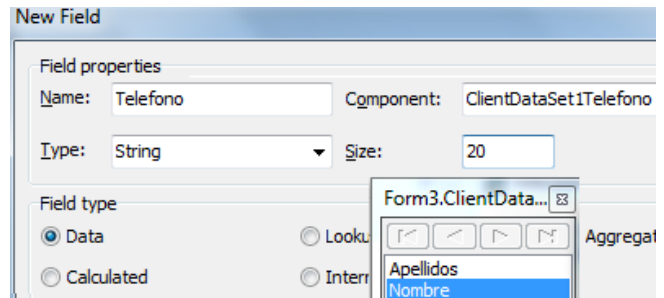 New Field
Field properties
Name: Telefono Component: ClientDataSet1Telefono
Type: String Size: 20
Field type Form3.ClientData...
Data Looku Aggregat
Calculated Intern Apellidos
Nombre